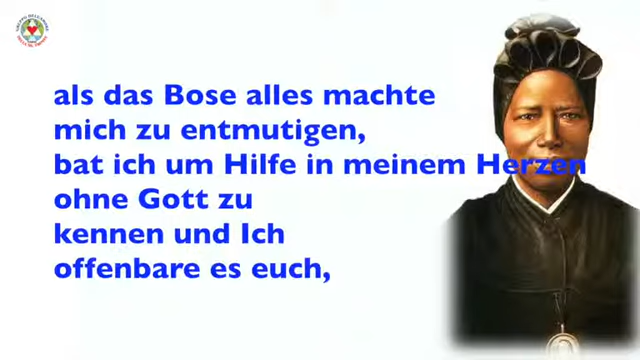 als das Bose alles machte
mich zu entmutigen,
bat ich um Hilfe in meinem Herzen
ohne Gott zu
kennen und Ich
offenbare es euch,